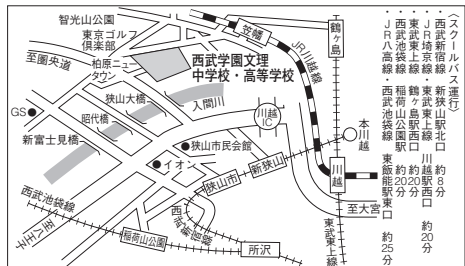 〈スクールバス運行〉
・西武新宿線 新狭山駅北口 約8分
・JR埼京線・東武東上線 川越駅西口 約20分
・東武東上線 鶴ヶ島駅西口 約20分
・西武池袋線 稲荷山公園駅 約20分
・JR八高線・西武池袋線 東飯能駅東口 約25分
智光山公園
東京ゴルフ
倶楽部
至圏央道
柏原ニュー
タウン
西武学園文理
中学校・高等学校
笠幡
JR川越線
至鶴ヶ島
狭山大橋
入間川
昭代橋
GS
新富士見橋
川越
IC
本川越
狭山市民会館
イオン
新狭山
狭山市
川越
至大宮
西武池袋線
西武新宿線
東武東上線
至八王子
稲荷山公園
所沢